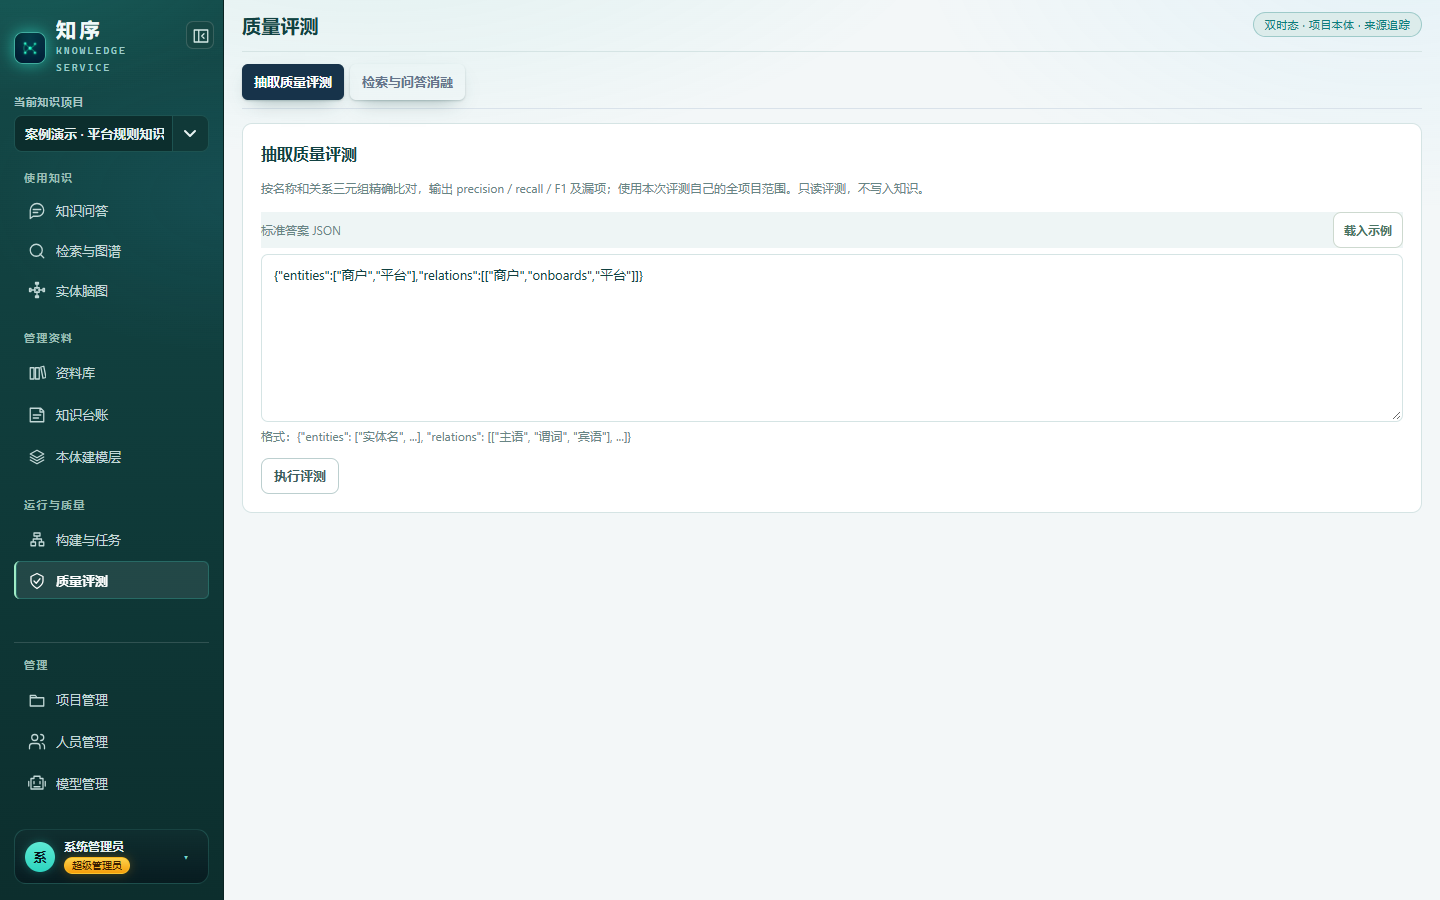 知序
KNOWLEDGE
SERVICE
当前知识项目
案例演示 · 平台规则知识
使用知识
知识问答
检索与图谱
实体脑图
管理资料
资料库
知识台账
本体建模层
运行与质量
构建与任务
质量评测
管理
项目管理
人员管理
模型管理
系
系统管理员
超级管理员
质量评测
双时态 · 项目本体 · 来源追踪
抽取质量评测
检索与问答消融
抽取质量评测
按名称和关系三元组精确比对，输出 precision / recall / F1 及漏项；使用本次评测自己的全项目范围。只读评测，不写入知识。
标准答案 JSON
载入示例
{"entities":["商户","平台"],"relations":[["商户","onboards","平台"]]}
格式：{"entities": ["实体名", ...], "relations": [["主语", "谓词", "宾语"], ...]}
执行评测